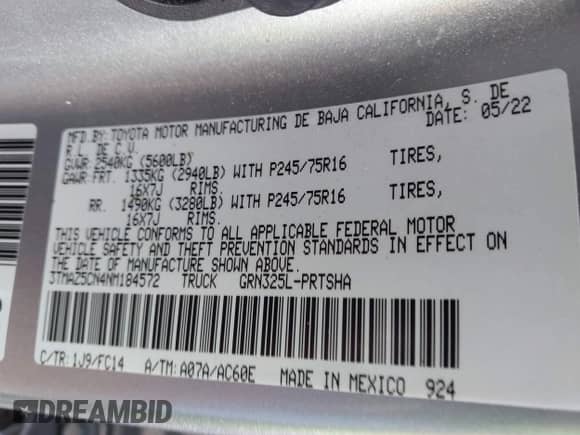 MFD.BY: TOYOTA MOTOR MANUFACTURING DE BAJA CALIFORNIA, S. DE
R.L. DE C.V. DATE: 05/22
GVWR 2540KG (5600LB)
GAWR FRT. 1335KG (2940LB) WITH P245/75R16 TIRES,
16X7J RIMS.
RR. 1490KG (3280LB) WITH P245/75R16 TIRES,
16X7J RIMS.
THIS VEHICLE CONFORMS TO ALL APPLICABLE FEDERAL MOTOR
VEHICLE SAFETY AND THEFT PREVENTION STANDARDS IN EFFECT ON
THE DATE OF MANUFACTURE SHOWN ABOVE.
3TMAZ5CN4NM184572 TRUCK GRN325L-PRTSHA
C/TR: 1J9/FC14 A/TM: A07A/AC60E MADE IN MEXICO 924
DREAMBID